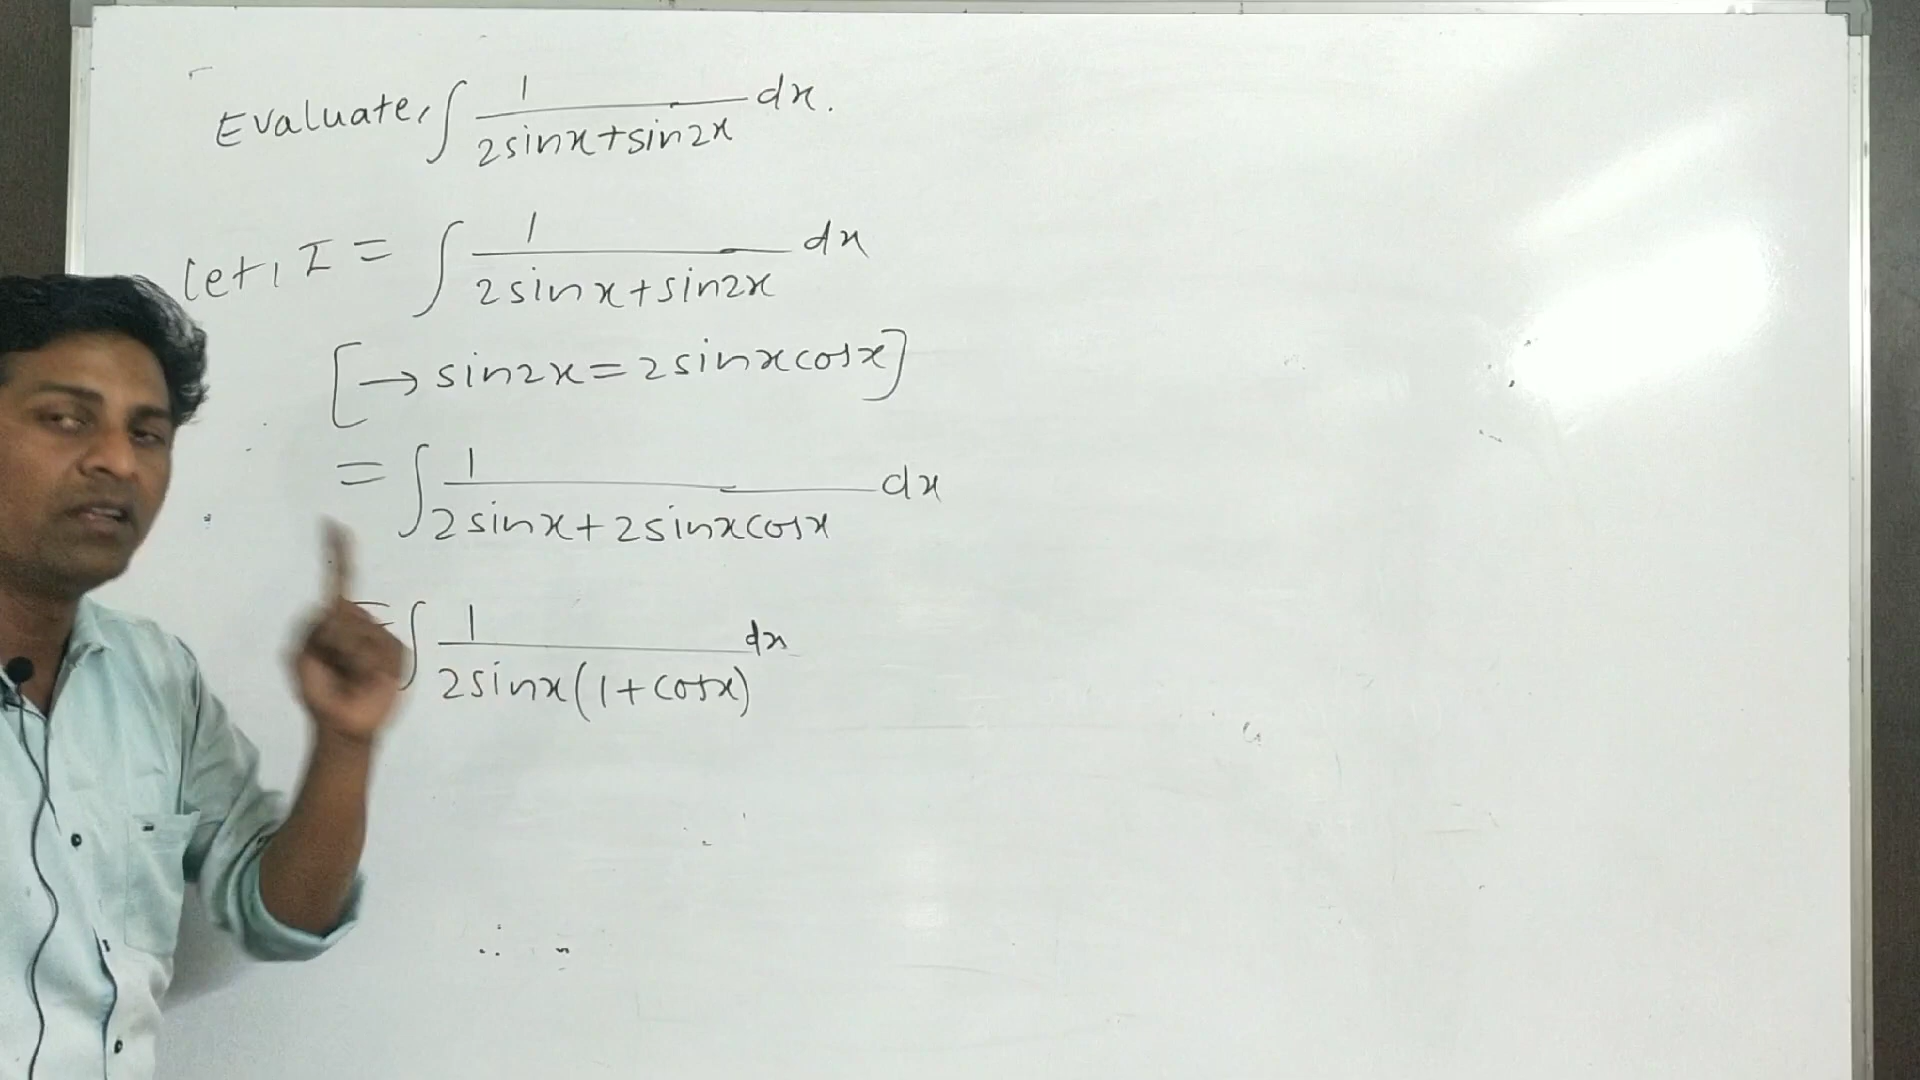 Evaluate, ∫ 1/(2sinx+sin2x) dx.
Let, I = ∫ 1/(2sinx+sin2x) dx
[→ sin2x = 2sinxcosx]
= ∫ 1/(2sinx+2sinxcosx) dx
= ∫ 1/(2sinx(1+cosx)) dx